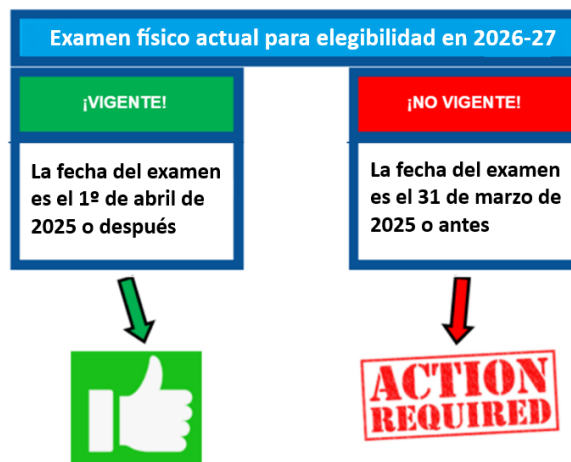 Examen físico actual para elegibilidad en 2026-27
¡VIGENTE!
La fecha del examen
es el 1º de abril de
2025 o después
¡NO VIGENTE!
La fecha del examen
es el 31 de marzo de
2025 o antes
ACTION
REQUIRED